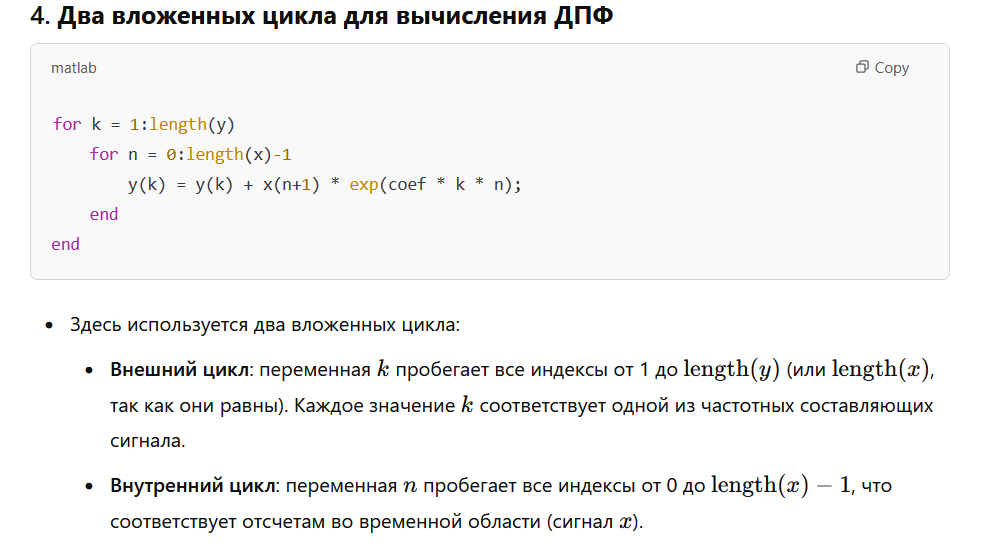 4. Два вложенных цикла для вычисления ДПФ
matlab
Copy
for k = 1:length(y)
    for n = 0:length(x)-1
        y(k) = y(k) + x(n+1) * exp(coef * k * n);
    end
end
• Здесь используется два вложенных цикла:
• Внешний цикл: переменная k пробегает все индексы от 1 до length(y) (или length(x),
так как они равны). Каждое значение k соответствует одной из частотных составляющих
сигнала.
• Внутренний цикл: переменная n пробегает все индексы от 0 до length(x) − 1, что
соответствует отсчетам во временной области (сигнал x).